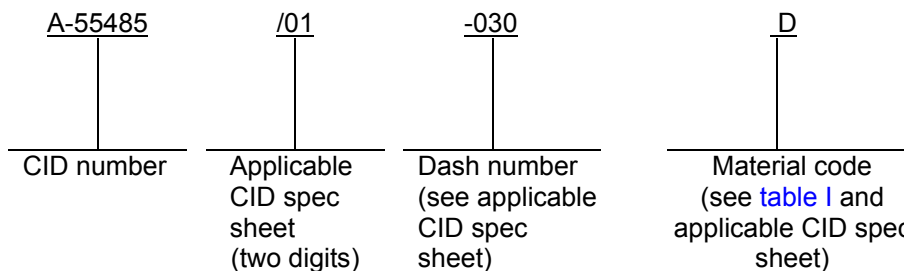 A-55485 /01 -030 D
CID number Applicable Dash number Material code
CID spec (see applicable (see table I and
sheet CID spec applicable CID spec
(two digits) sheet) sheet)